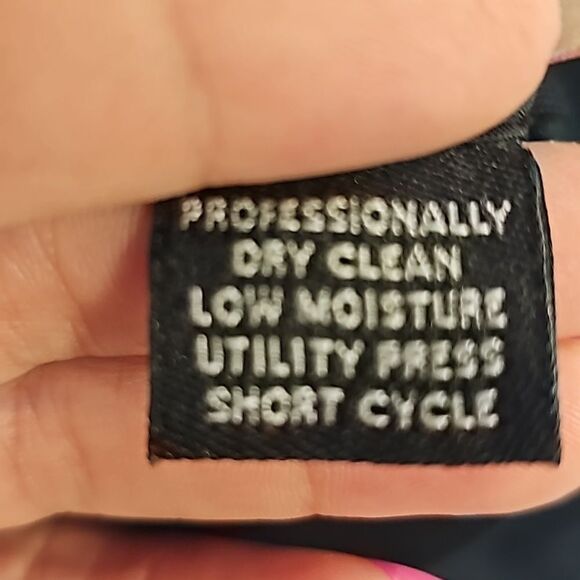 PROFESSIONALLY
DRY CLEAN
LOW MOISTURE
UTILITY PRESS
SHORT CYCLE